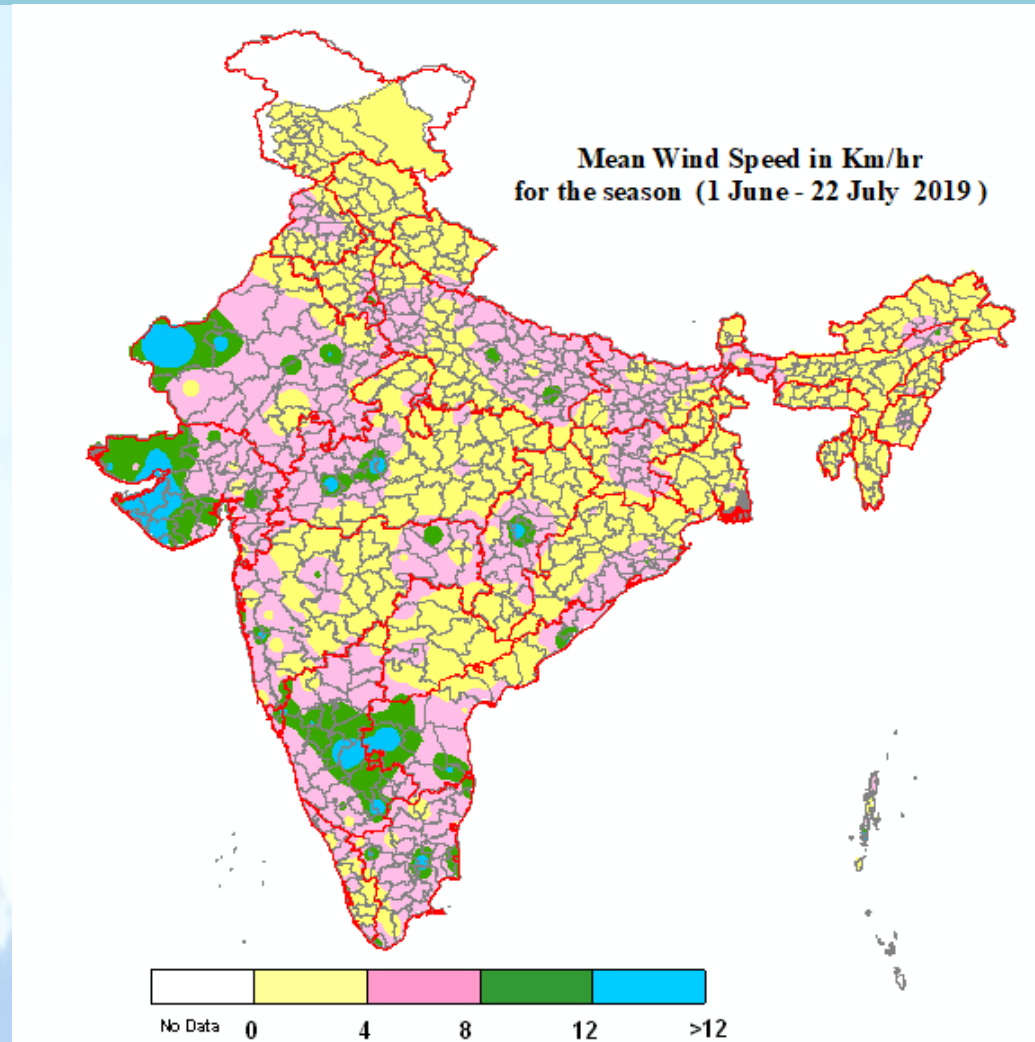 Mean Wind Speed in Km/hr
for the season (1 June - 22 July 2019 )
No Data 0 4 8 12 >12